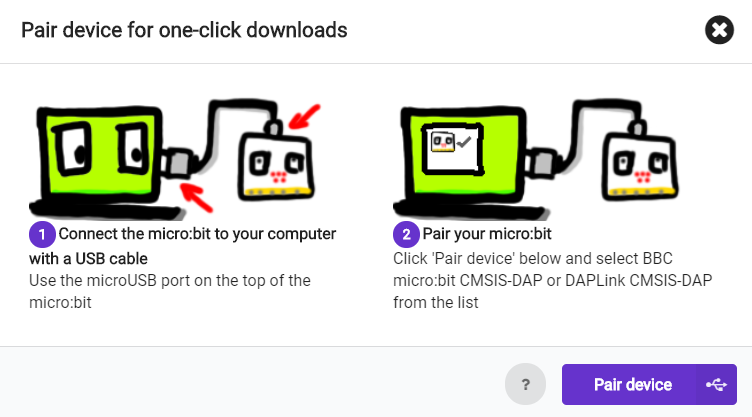 Pair device for one-click downloads
1 Connect the micro:bit to your computer
with a USB cable
Use the microUSB port on the top of the
micro:bit
2 Pair your micro:bit
Click 'Pair device' below and select BBC
micro:bit CMSIS-DAP or DAPLink CMSIS-DAP
from the list
?
Pair device